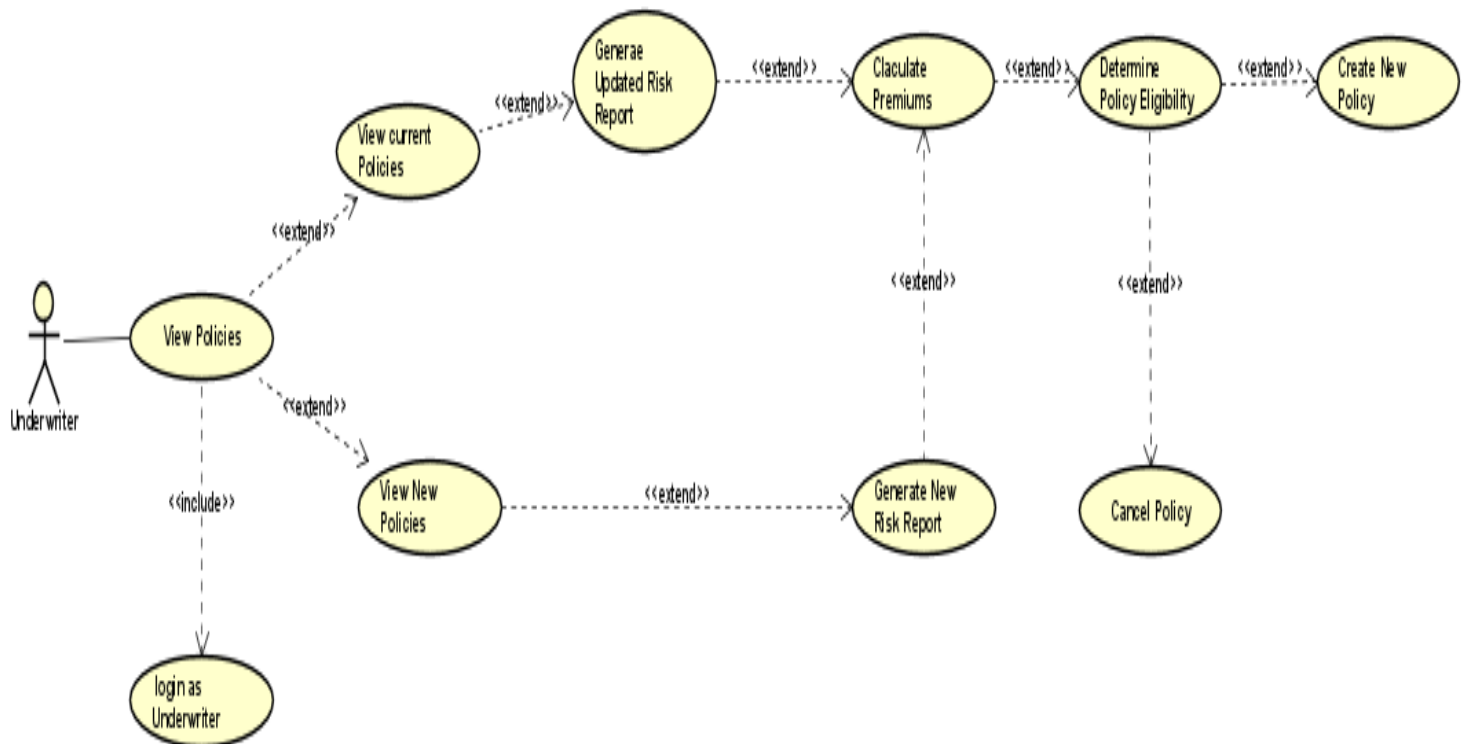 Generae
Updated Risk
Report
<<extend>>
Claculate
Premiums
<<extend>>
Determine
Policy Eligibility
<<extend>>
Create New
Policy
<<extend>>
View current
Policies
<<extend>>
<<extend>>
<<extend>>
View Policies
Underwriter
<<extend>>
<<include>>
View New
Policies
<<extend>>
Generate New
Risk Report
Cancel Policy
<<extend>>
login as
Underwriter